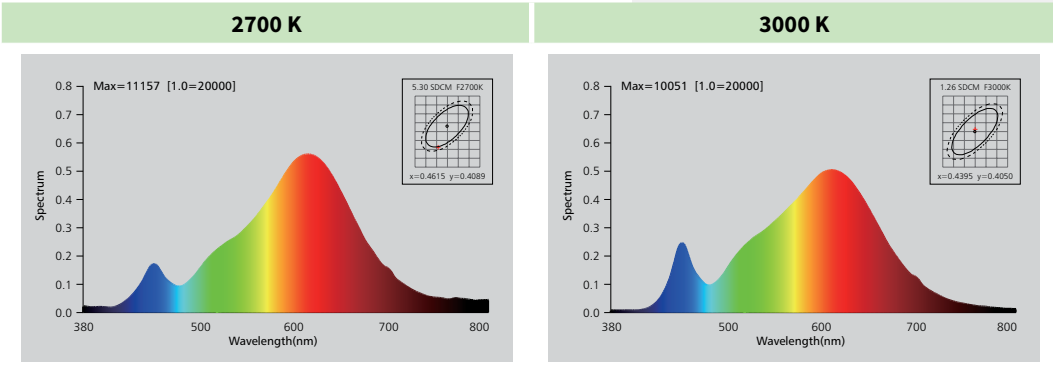 2700 K
Max=11157 [1.0=20000]
5.30 SDCM F2700K
x=0.4615 y=0.4089
Spectrum
0.8
0.7
0.6
0.5
0.4
0.3
0.2
0.1
0.0
380 500 600 700 800
Wavelength(nm)
3000 K
Max=10051 [1.0=20000]
1.26 SDCM F3000K
x=0.4395 y=0.4050
Spectrum
0.8
0.7
0.6
0.5
0.4
0.3
0.2
0.1
0.0
380 500 600 700 800
Wavelength(nm)